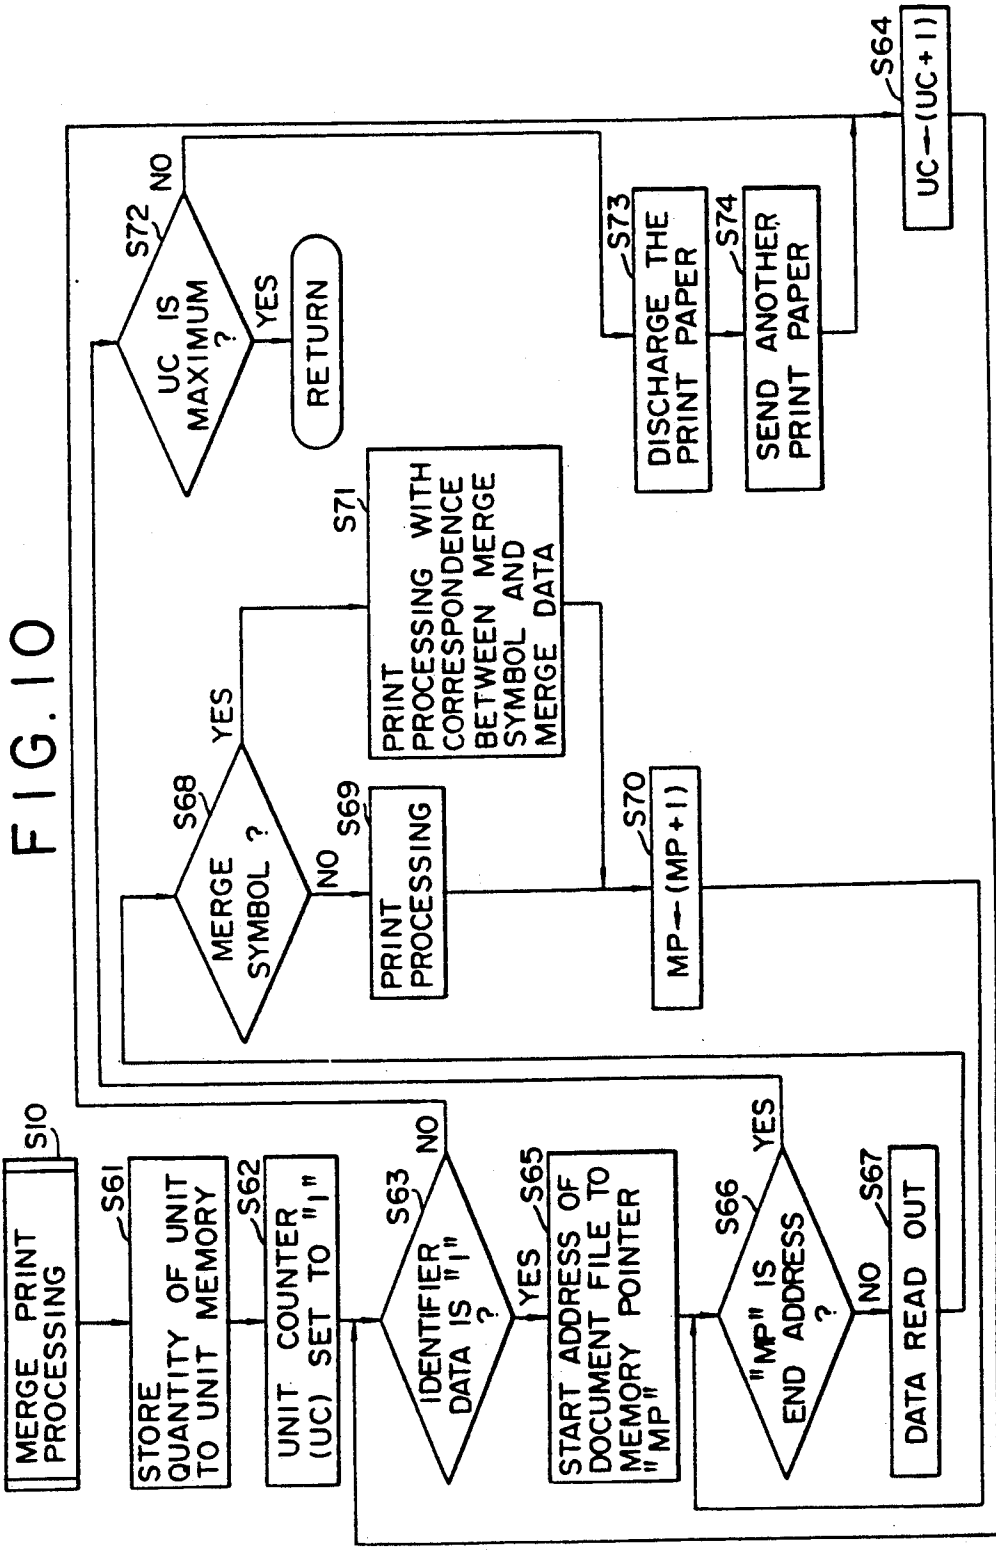 FIG.10
MERGE PRINT
PROCESSING
S10
STORE
QUANTITY OF UNIT
TO UNIT MEMORY
S61
UNIT COUNTER
(UC) SET TO "1"
S62
IDENTIFIER
DATA IS "1"
?
S63
NO
YES
START ADDRESS OF
DOCUMENT FILE TO
MEMORY POINTER
"MP"
S65
"MP" IS
END ADDRESS
?
S66
YES
NO
DATA READ OUT
S67
MERGE
SYMBOL ?
S68
YES
NO
PRINT
PROCESSING
S69
PRINT
PROCESSING WITH
CORRESPONDENCE
BETWEEN MERGE
SYMBOL AND
MERGE DATA
S71
MP←(MP+1)
S70
UC IS
MAXIMUM
?
S72
NO
YES
RETURN
DISCHARGE THE
PRINT PAPER
S73
SEND ANOTHER
PRINT PAPER
S74
UC←(UC+1)
S64